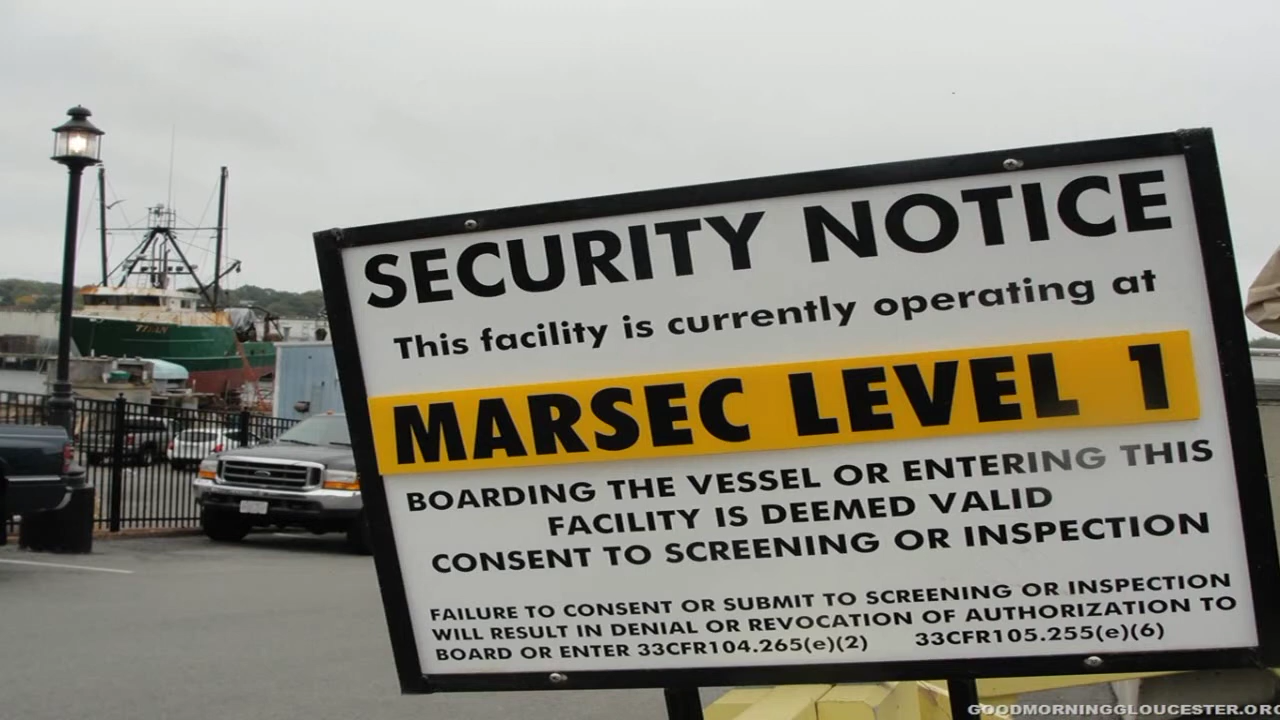 SECURITY NOTICE
This facility is currently operating at
MARSEC LEVEL 1
BOARDING THE VESSEL OR ENTERING THIS
FACILITY IS DEEMED VALID
CONSENT TO SCREENING OR INSPECTION
FAILURE TO CONSENT OR SUBMIT TO SCREENING OR INSPECTION
WILL RESULT IN DENIAL OR REVOCATION OF AUTHORIZATION TO
BOARD OR ENTER 33CFR104.265(e)(2) 33CFR105.255(e)(6)
TITAN
GOODMORNINGGLOUCESTER.ORG